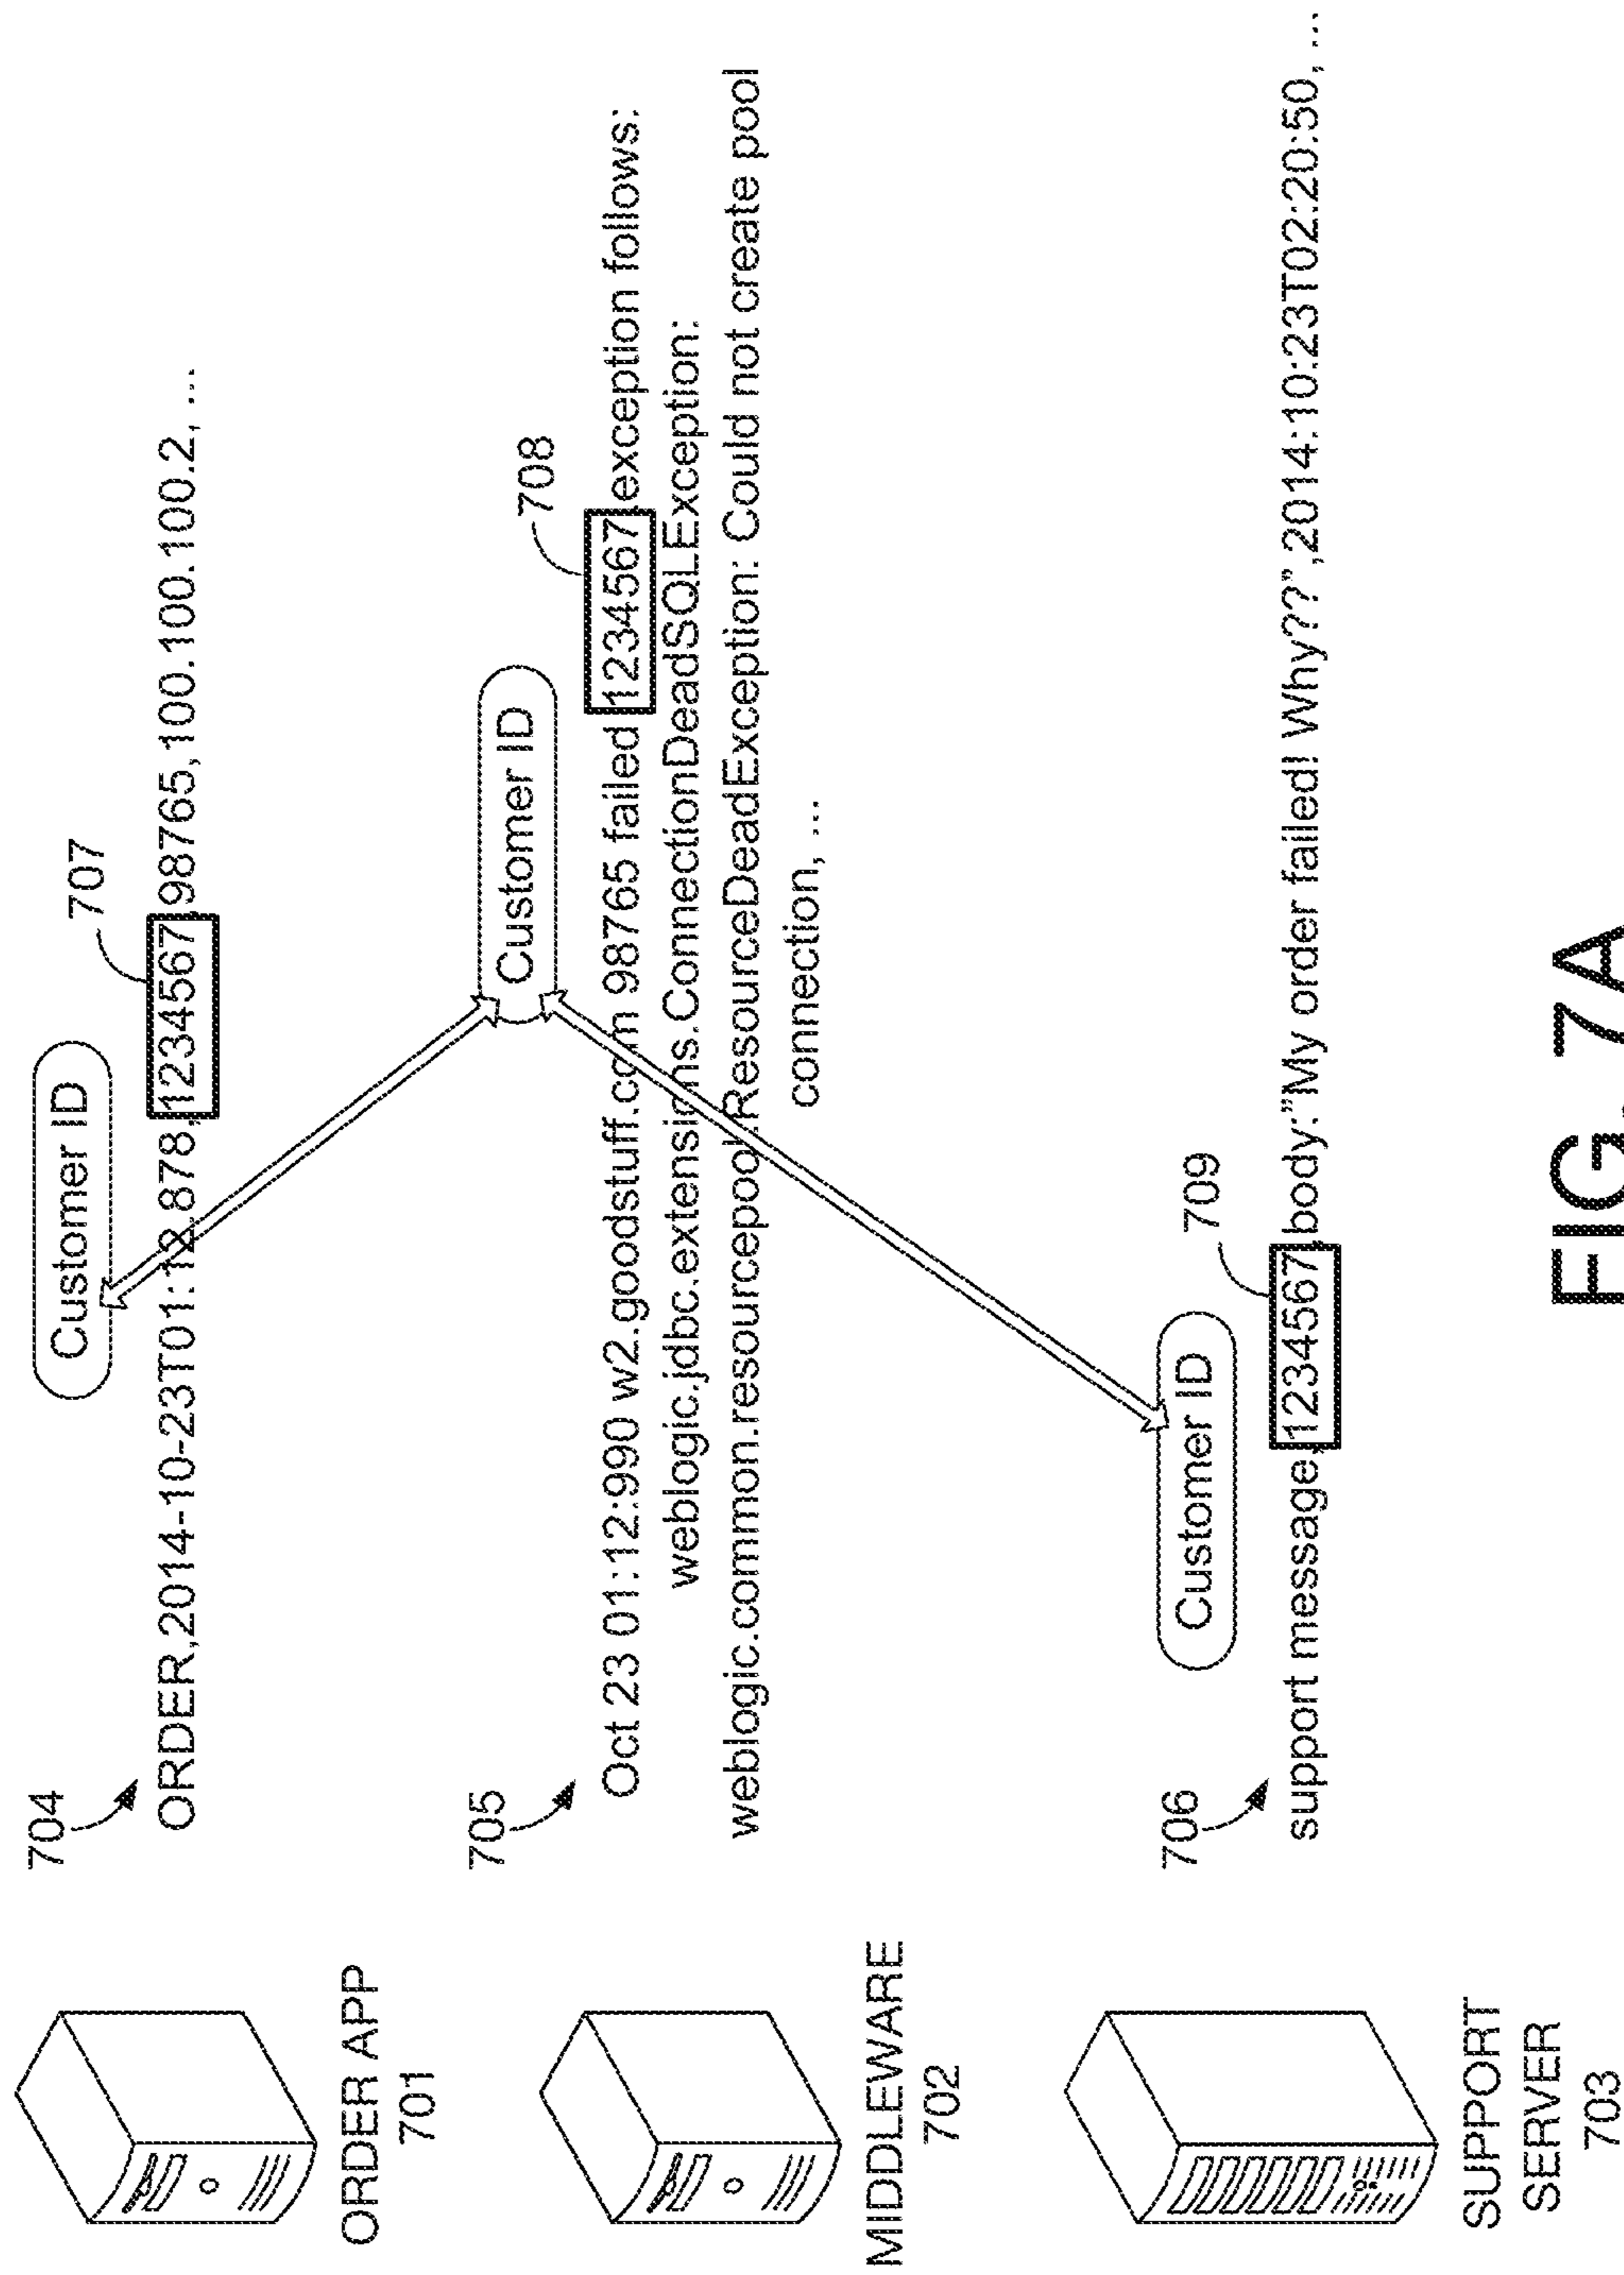 704
Customer ID
707
ORDER,2014-10-23T01:12.878,1234567,98765,100.100.100.2, ...
ORDER APP
701
705
Customer ID
708
Oct 23 01:12:990 w2.goodstuff.com 98765 failed 1234567 exception follows:
weblogic.jdbc.extensions.ConnectionDeadSQLException:
weblogic.common.resourcepool.ResourceDeadException: Could not create pool
connection, ...
MIDDLEWARE
702
706
Customer ID
709
support message,1234567,body:"My order failed! Why??",2014:10:23T02:20:50, ...
SUPPORT
SERVER
703
FIG. 7A